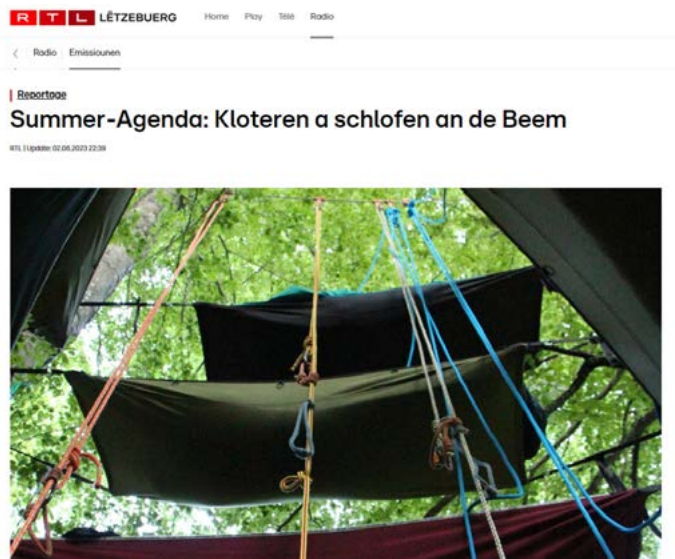 RTL LËTZEBUERG Home Play Télé Radio
Radio Emissiounen
Reportage
Summer-Agenda: Kloteren a schlofen an de Beem
RTL | Update: 02.08.2023 22:39